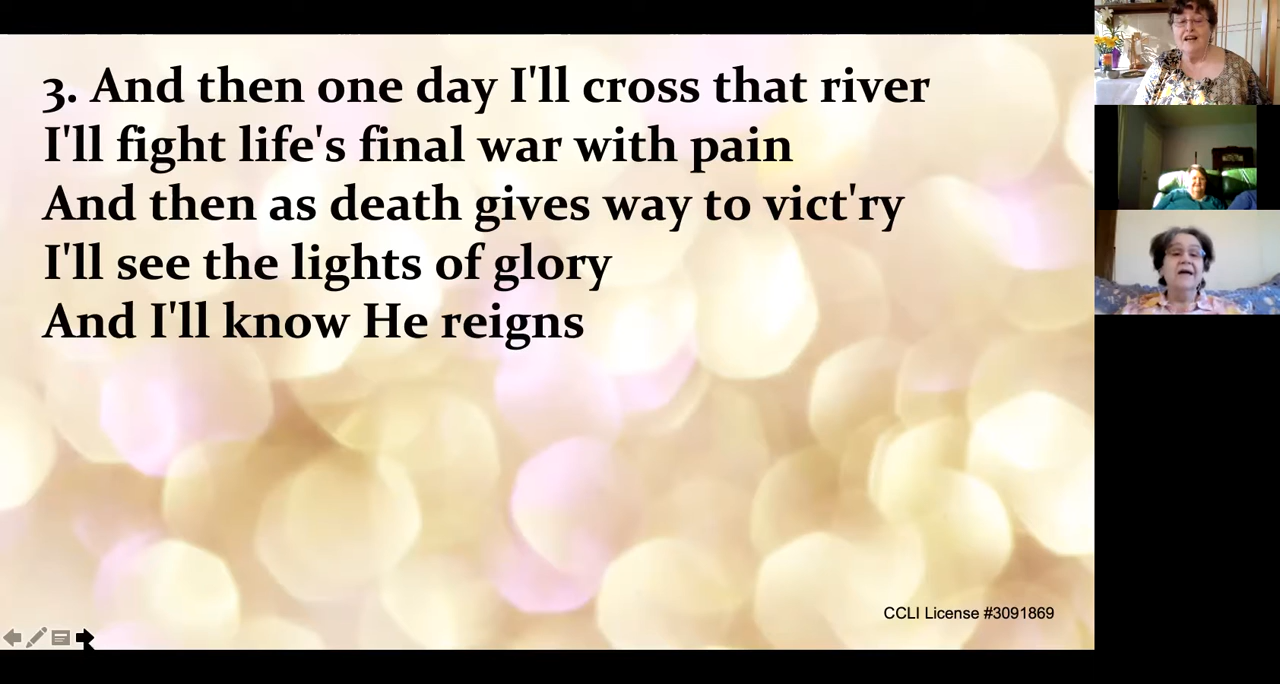 3. And then one day I'll cross that river
I'll fight life's final war with pain
And then as death gives way to vict'ry
I'll see the lights of glory
And I'll know He reigns
CCLI License #3091869